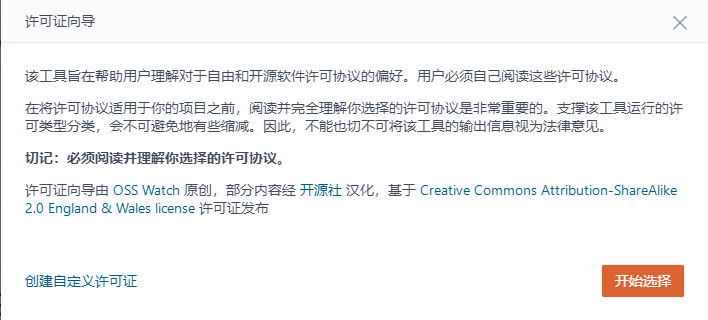 许可证向导
该工具旨在帮助用户理解对于自由和开源软件许可协议的偏好。用户必须自己阅读这些许可协议。
在将许可协议适用于你的项目之前，阅读并完全理解你选择的许可协议是非常重要的。支撑该工具运行的许
可类型分类，会不可避免地有些缩减。因此，不能也切不可将该工具的输出信息视为法律意见。
切记：必须阅读并理解你选择的许可协议。
许可证向导由 OSS Watch 原创，部分内容经 开源社 汉化，基于 Creative Commons Attribution-ShareAlike
2.0 England & Wales license 许可证发布
创建自定义许可证
开始选择